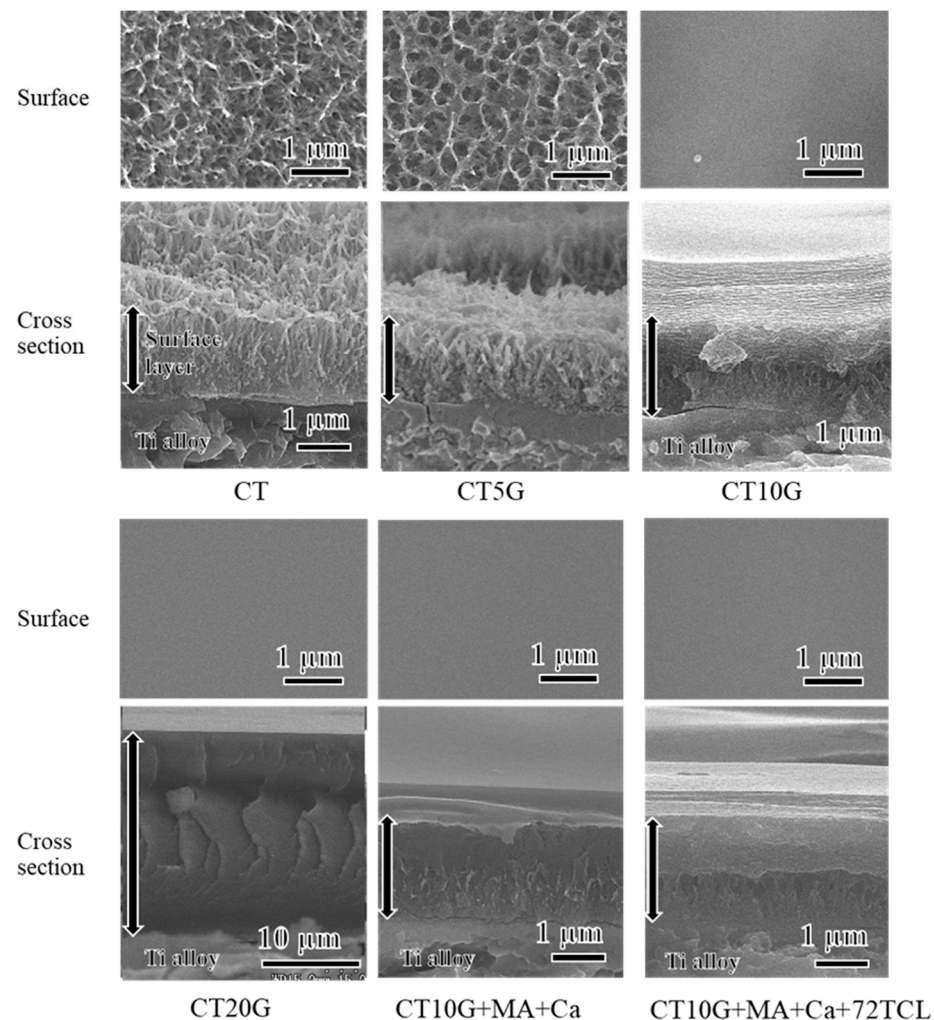 Surface
1 μm
1 μm
1 μm
Cross
section
Surface
layer
1 μm
Ti alloy
1 μm
Ti alloy
CT
CT5G
CT10G
Surface
1 μm
1 μm
1 μm
Cross
section
10 μm
Ti alloy
1 μm
1 μm
Ti alloy
CT20G
CT10G+MA+Ca
CT10G+MA+Ca+72TCL